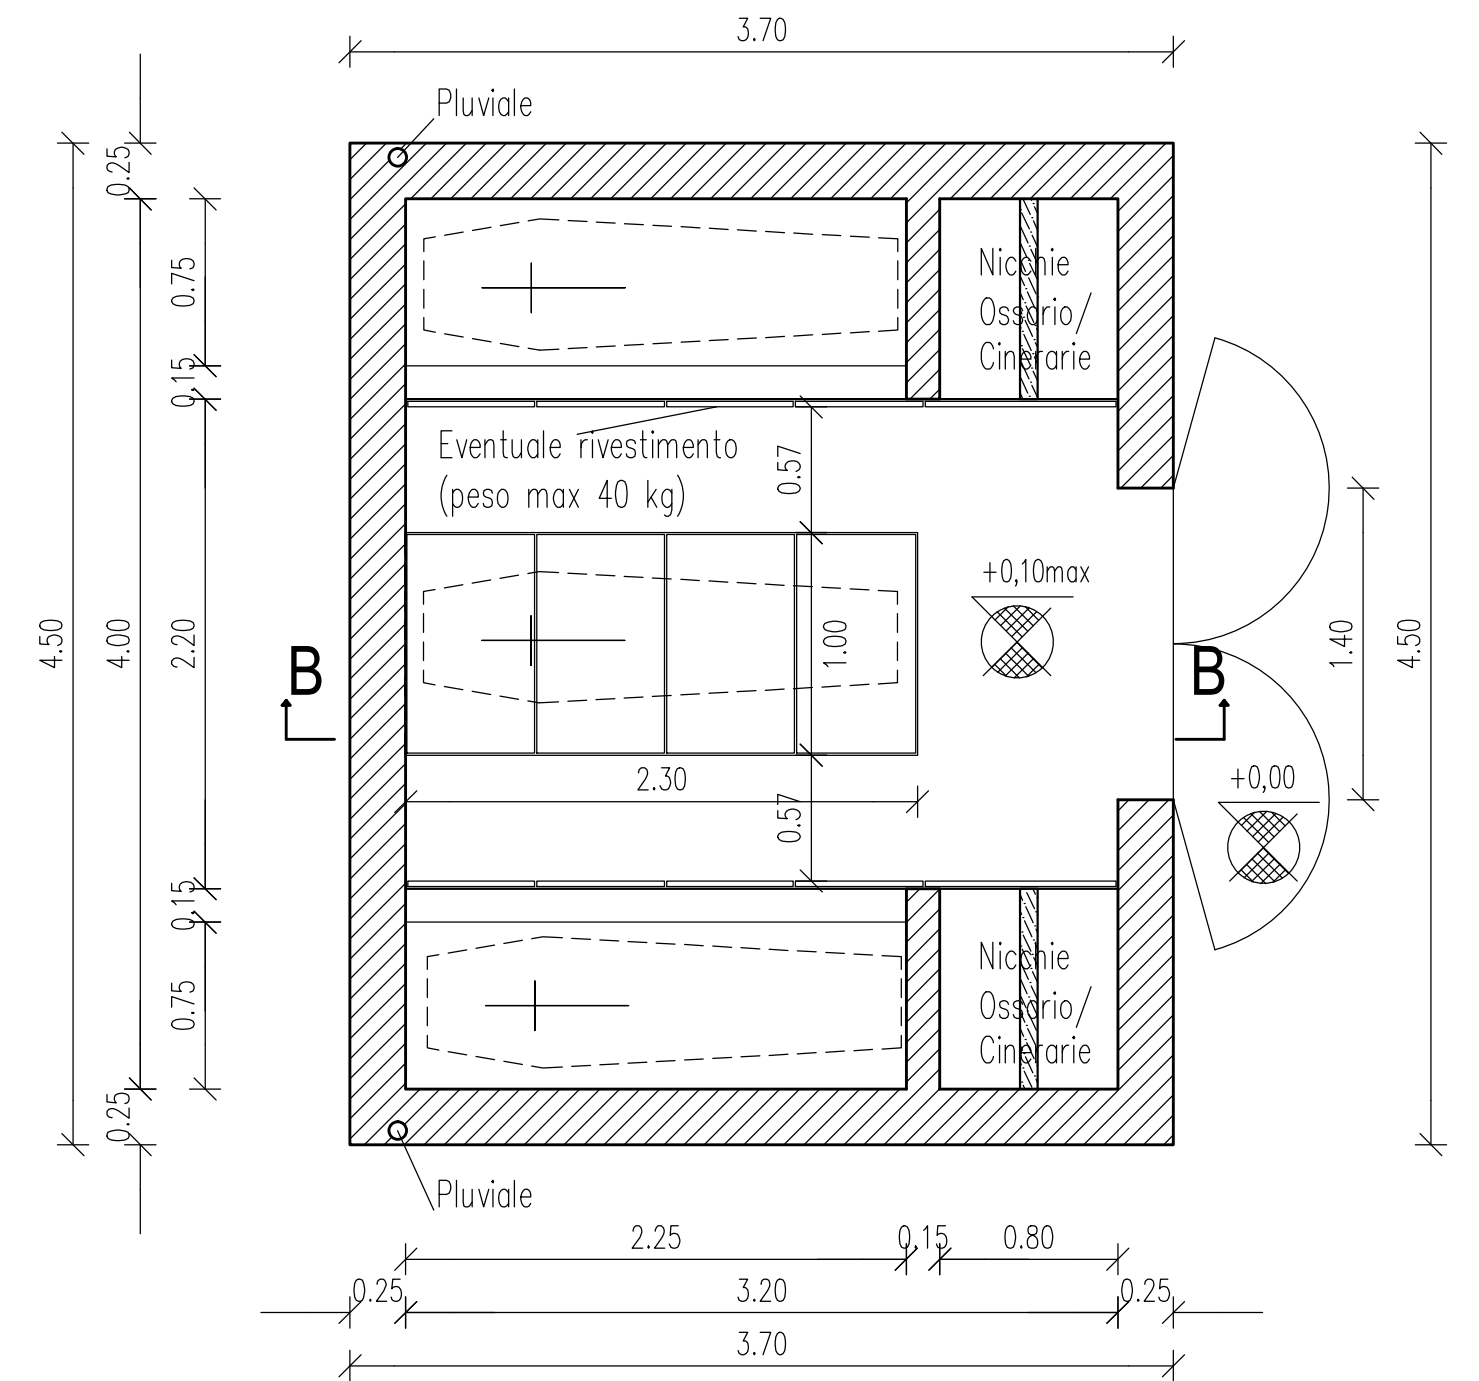 3.70
Pluviale
0.25
0.75
0.15
Nicchie
Ossario/
Cinerarie
Eventuale rivestimento
(peso max 40 kg)
0.57
+0,10max
4.50
4.00
2.20
1.00
1.40
4.50
B
B
2.30
+0,00
0.57
0.15
0.75
Nicchie
Ossario/
Cinerarie
0.25
Pluviale
2.25
0.15
0.80
0.25
3.20
0.25
3.70